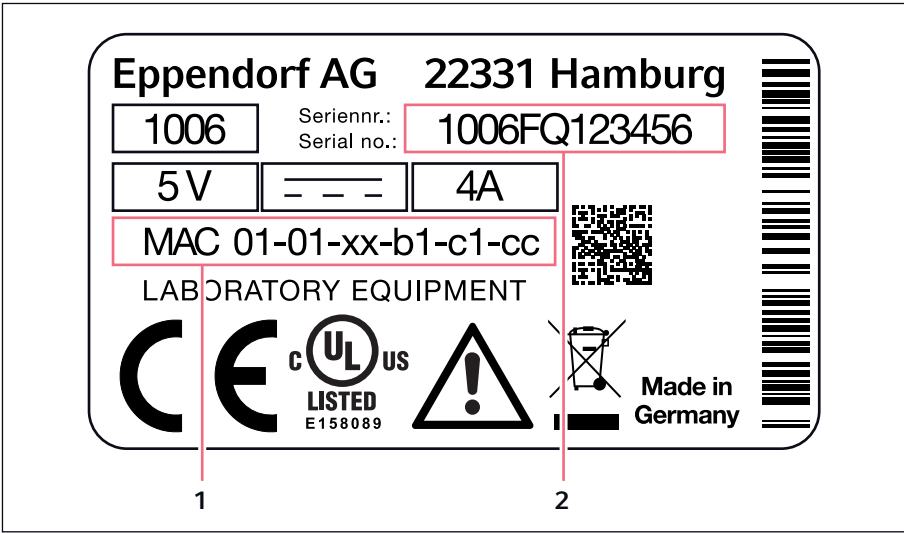 Eppendorf AG 22331 Hamburg
1006 Seriennr.: 1006FQ123456
Serial no.:
5 V 4A
MAC 01-01-xx-b1-c1-cc
LABORATORY EQUIPMENT
CE
C UL US
LISTED
E158089
Made in
Germany
1 2